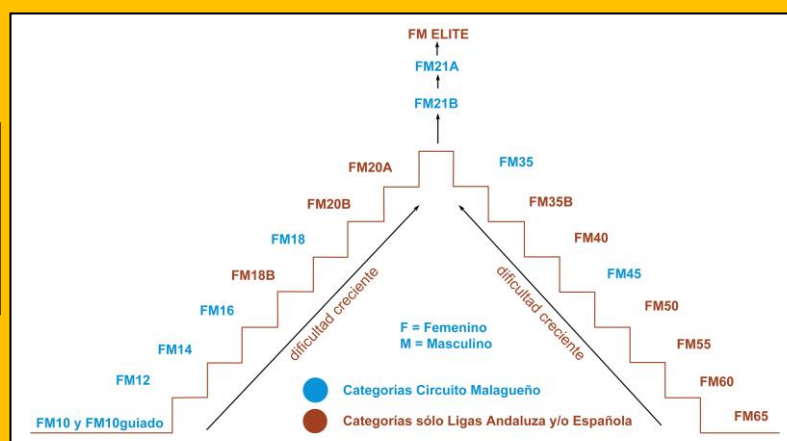 FM ELITE
FM21A
FM21B
FM20A
FM35
FM20B
FM35B
FM18
FM40
FM18B
FM45
FM16
FM50
FM14
FM55
FM12
FM60
FM10 y FM10guiado
FM65
dificultad creciente
dificultad creciente
F = Femenino
M = Masculino
Categorías Circuito Malagueño
Categorías sólo Ligas Andaluza y/o Española